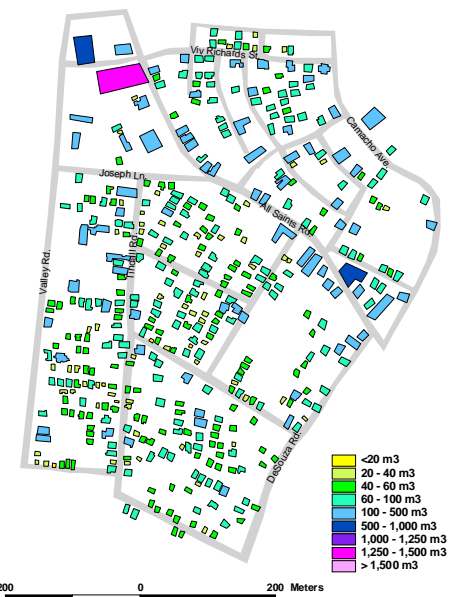 Viv Richards St
Camacho Ave.
Joseph Ln.
All Saints Rd.
Tindall Rd.
Valley Rd.
DeSouza Rd.
<20 m3
20 - 40 m3
40 - 60 m3
60 - 100 m3
100 - 500 m3
500 - 1,000 m3
1,000 - 1,250 m3
1,250 - 1,500 m3
> 1,500 m3
200 0 200 Meters